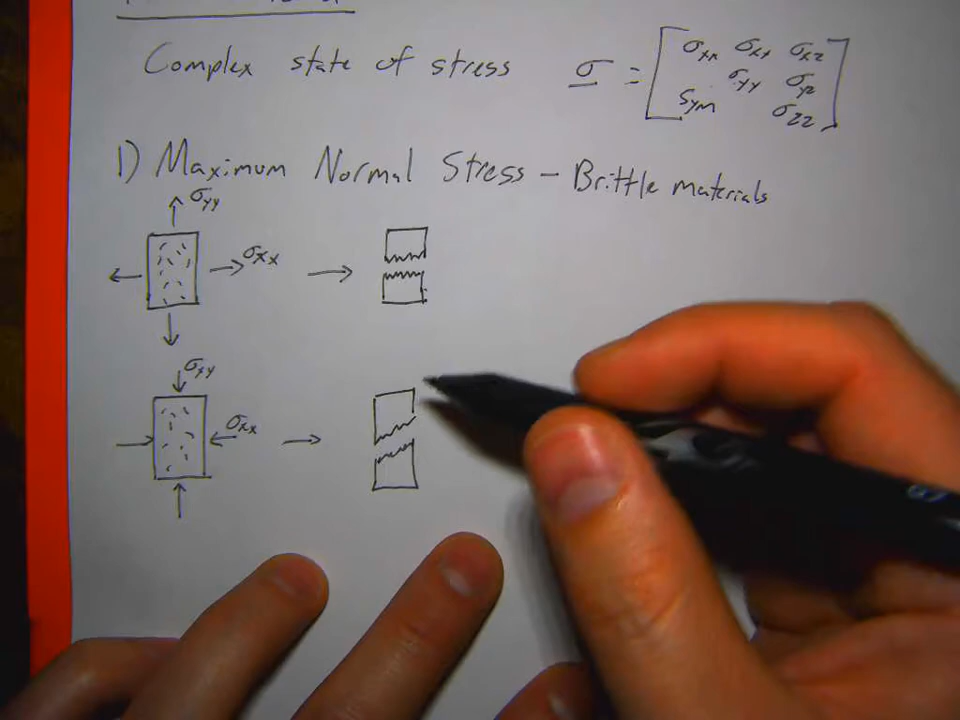 Complex state of stress σ = [σxx σxy σxz
σyy σyz
Sym σzz]
1) Maximum Normal Stress – Brittle materials
σyy
σxx
σxy
σxx